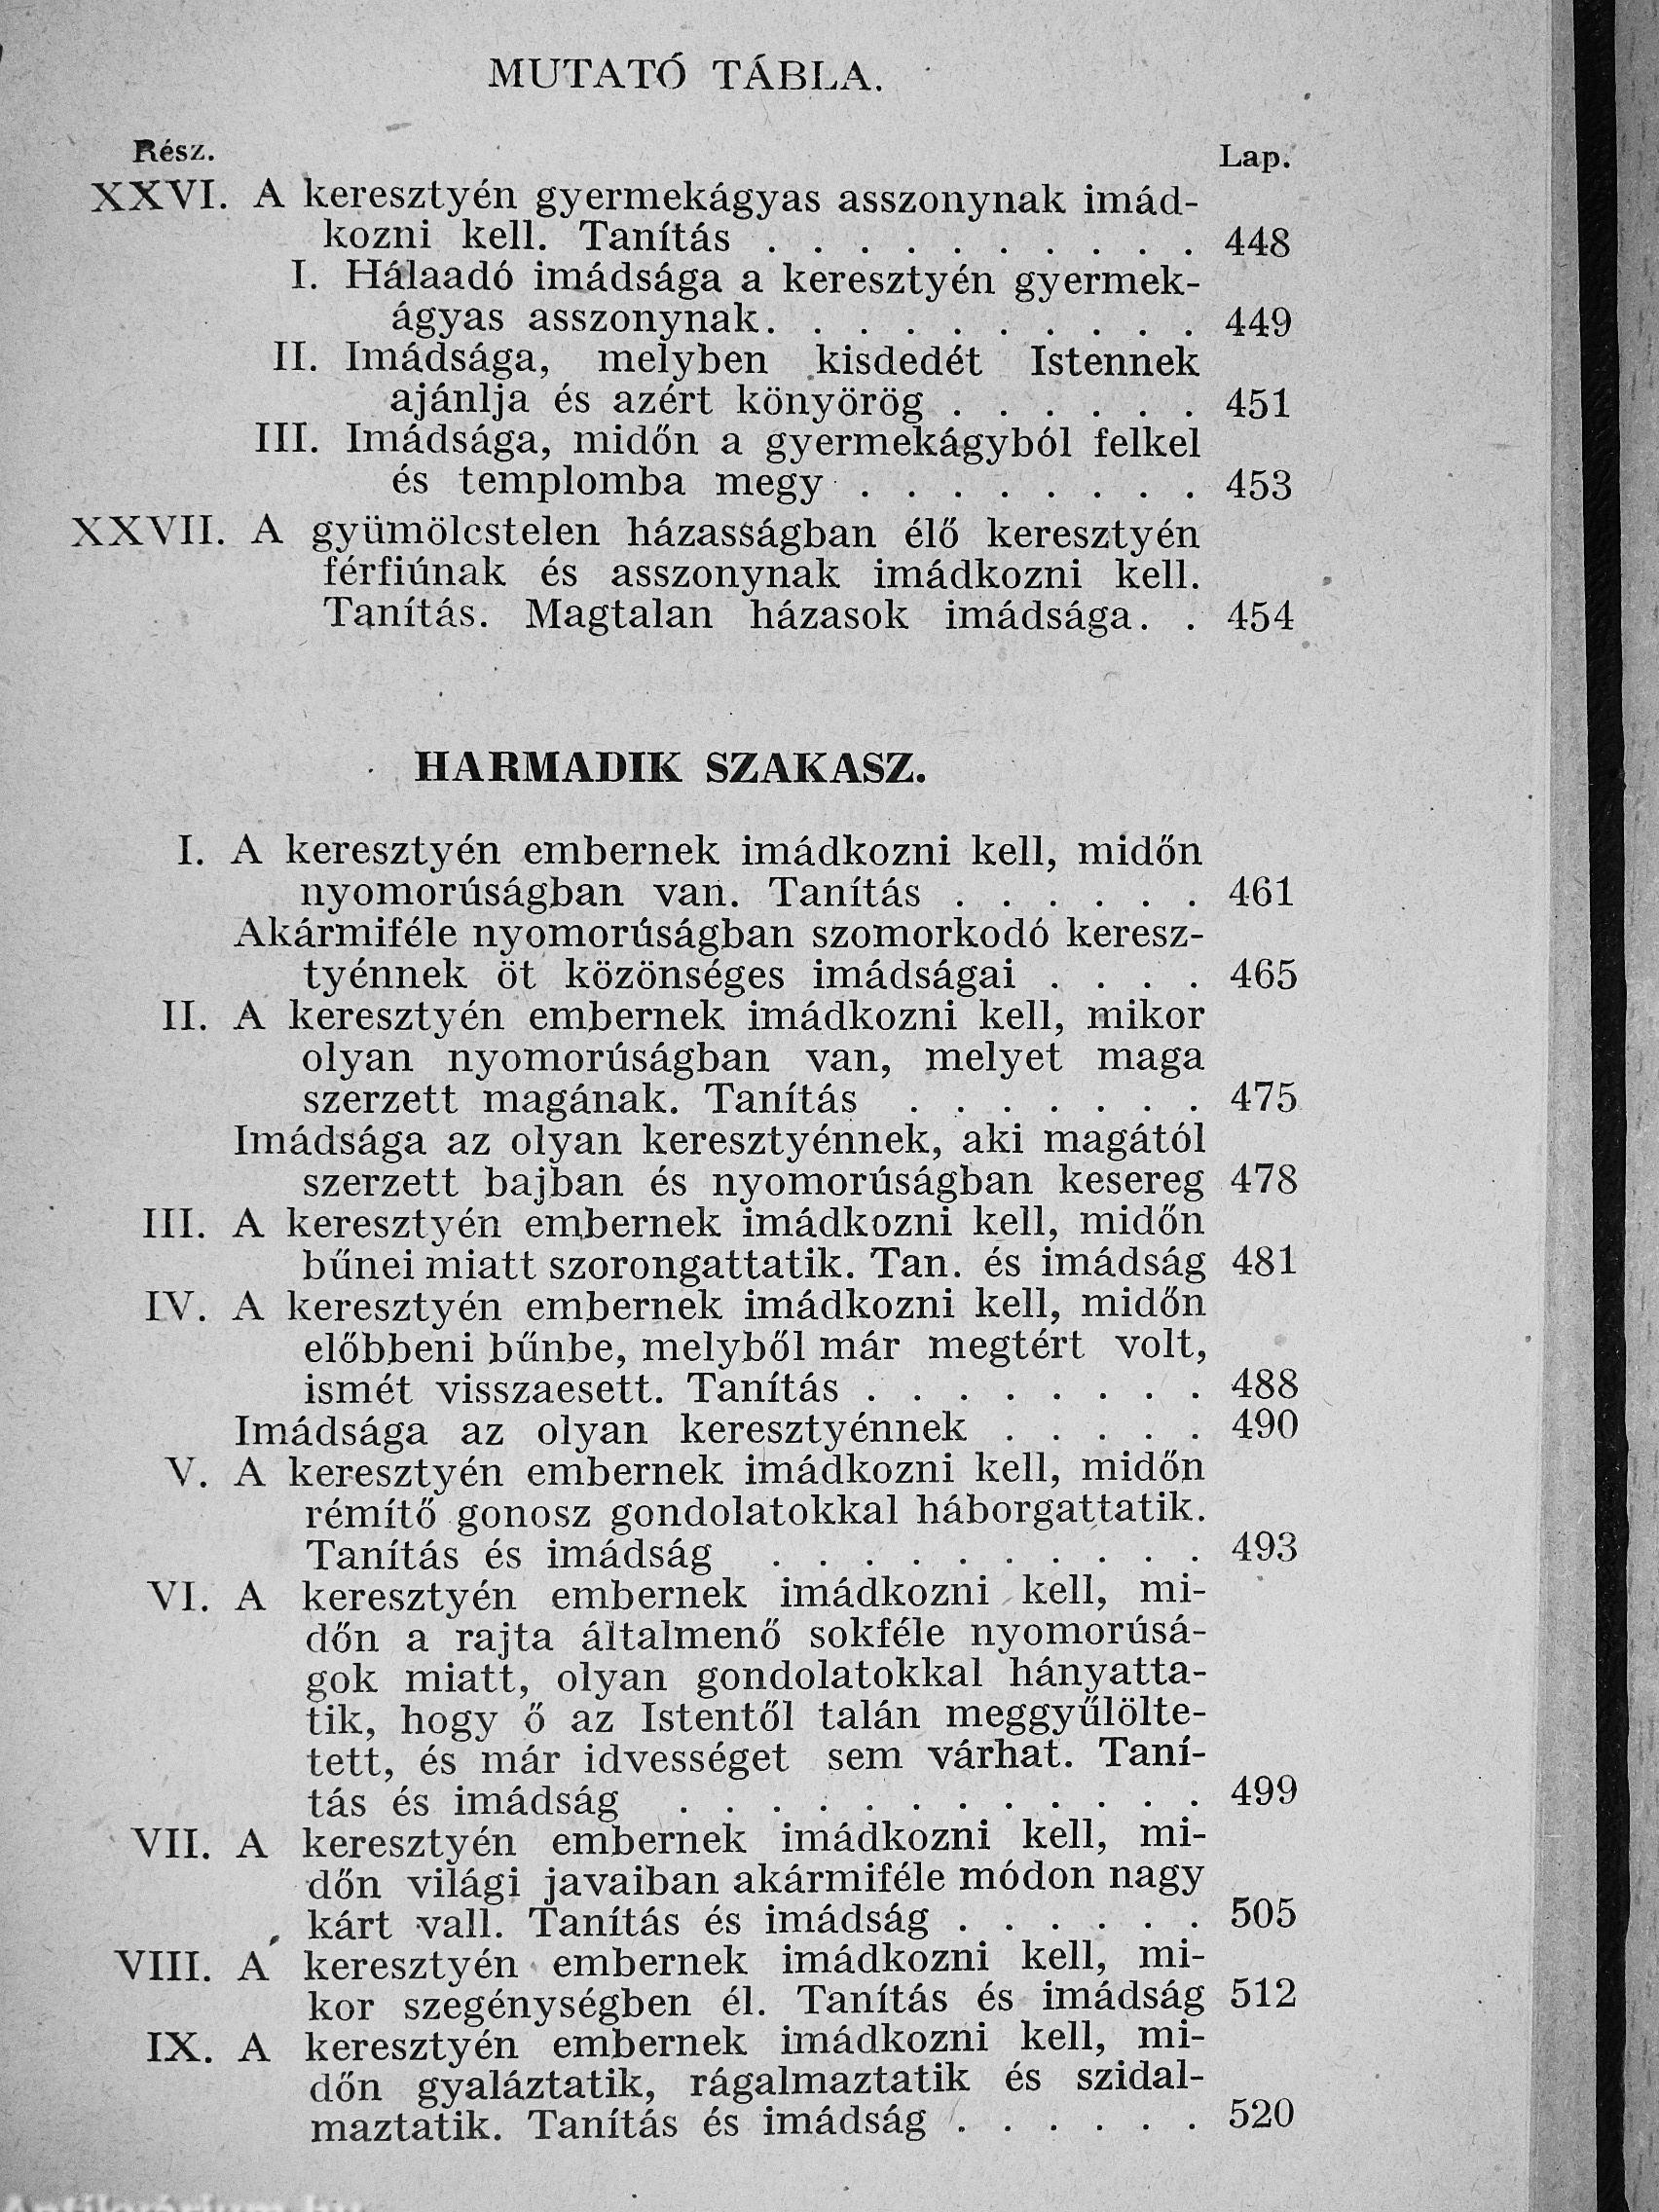 MUTATÓ TÁBLA.
Rész. Lap.
XXVI. A keresztyén gyermekágyas asszonynak imád-
kozni kell. Tanítás . . . . . . . . . . 448
I. Hálaadó imádsága a keresztyén gyermek-
ágyas asszonynak. . . . . . . . . . 449
II. Imádsága, melyben kisdedét Istennek
ajánlja és azért könyörög . . . . . . 451
III. Imádsága, midőn a gyermekágyból felkel
és templomba megy . . . . . . . . 453
XXVII. A gyümölcstelen házasságban élő keresztyén
férfiúnak és asszonynak imádkozni kell.
Tanítás. Magtalan házasok imádsága. . 454
HARMADIK SZAKASZ.
I. A keresztyén embernek imádkozni kell, midőn
nyomorúságban van. Tanítás . . . . . . 461
Akármiféle nyomorúságban szomorkodó keresz-
tyénnek öt közönséges imádságai . . . . 465
II. A keresztyén embernek imádkozni kell, mikor
olyan nyomorúságban van, melyet maga
szerzett magának. Tanítás . . . . . . . 475
Imádsága az olyan keresztyénnek, aki magától
szerzett bajban és nyomorúságban kesereg 478
III. A keresztyén embernek imádkozni kell, midőn
bűnei miatt szorongattatik. Tan. és imádság 481
IV. A keresztyén embernek imádkozni kell, midőn
előbbeni bűnbe, melyből már megtért volt,
ismét visszaesett. Tanítás . . . . . . . . 488
Imádsága az olyan keresztyénnek . . . . . 490
V. A keresztyén embernek imádkozni kell, midőn
rémítő gonosz gondolatokkal háborgattatik.
Tanítás és imádság . . . . . . . . . . 493
VI. A keresztyén embernek imádkozni kell, mi-
dőn a rajta általmenő sokféle nyomorúsá-
gok miatt, olyan gondolatokkal hányatta-
tik, hogy ő az Istentől talán meggyűlölte-
tett, és már idvességet sem várhat. Taní-
tás és imádság . . . . . . . . . . . . 499
VII. A keresztyén embernek imádkozni kell, mi-
dőn világi javaiban akármiféle módon nagy
kárt vall. Tanítás és imádság . . . . . . 505
VIII. A keresztyén embernek imádkozni kell, mi-
kor szegénységben él. Tanítás és imádság 512
IX. A keresztyén embernek imádkozni kell, mi-
dőn gyaláztatik, rágalmaztatik és szidal-
maztatik. Tanítás és imádság . . . . . . 520